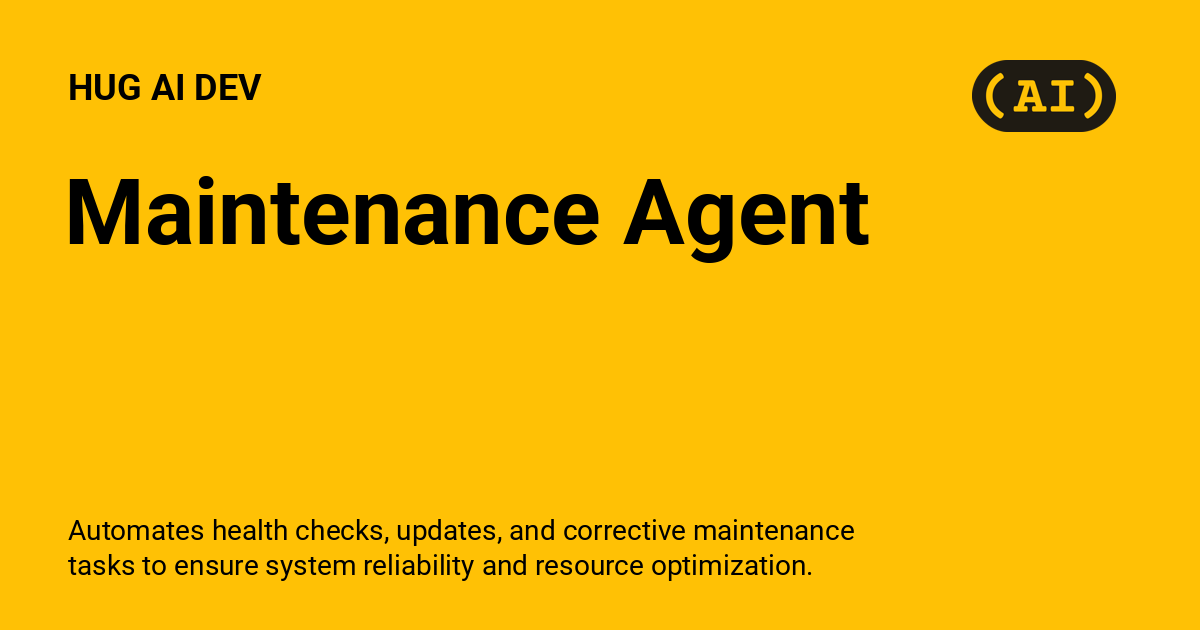 HUG AI DEV
(AI)
Maintenance Agent
Automates health checks, updates, and corrective maintenance
tasks to ensure system reliability and resource optimization.